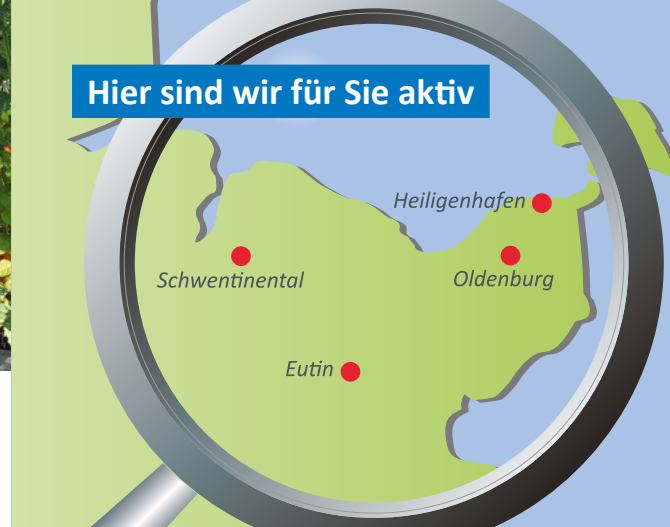 Hier sind wir für Sie aktiv
Heiligenhafen
Schwentinental
Oldenburg
Eutin